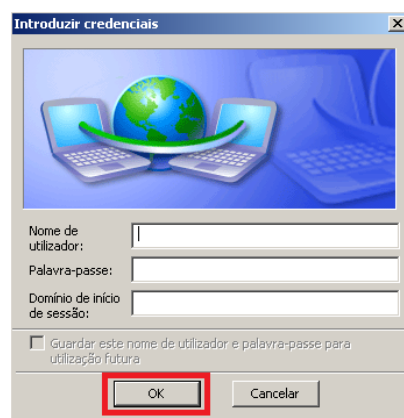 Introduzir credenciais
Nome de
utilizador:
Palavra-passe:
Domínio de início
de sessão:
Guardar este nome de utilizador e palavra-passe para
utilização futura
OK
Cancelar